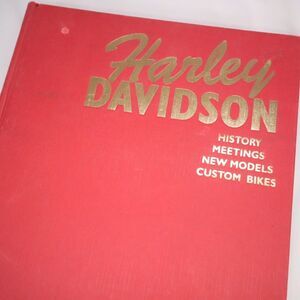 Harley
DAVIDSON
HISTORY
MEETINGS
NEW MODELS
CUSTOM BIKES